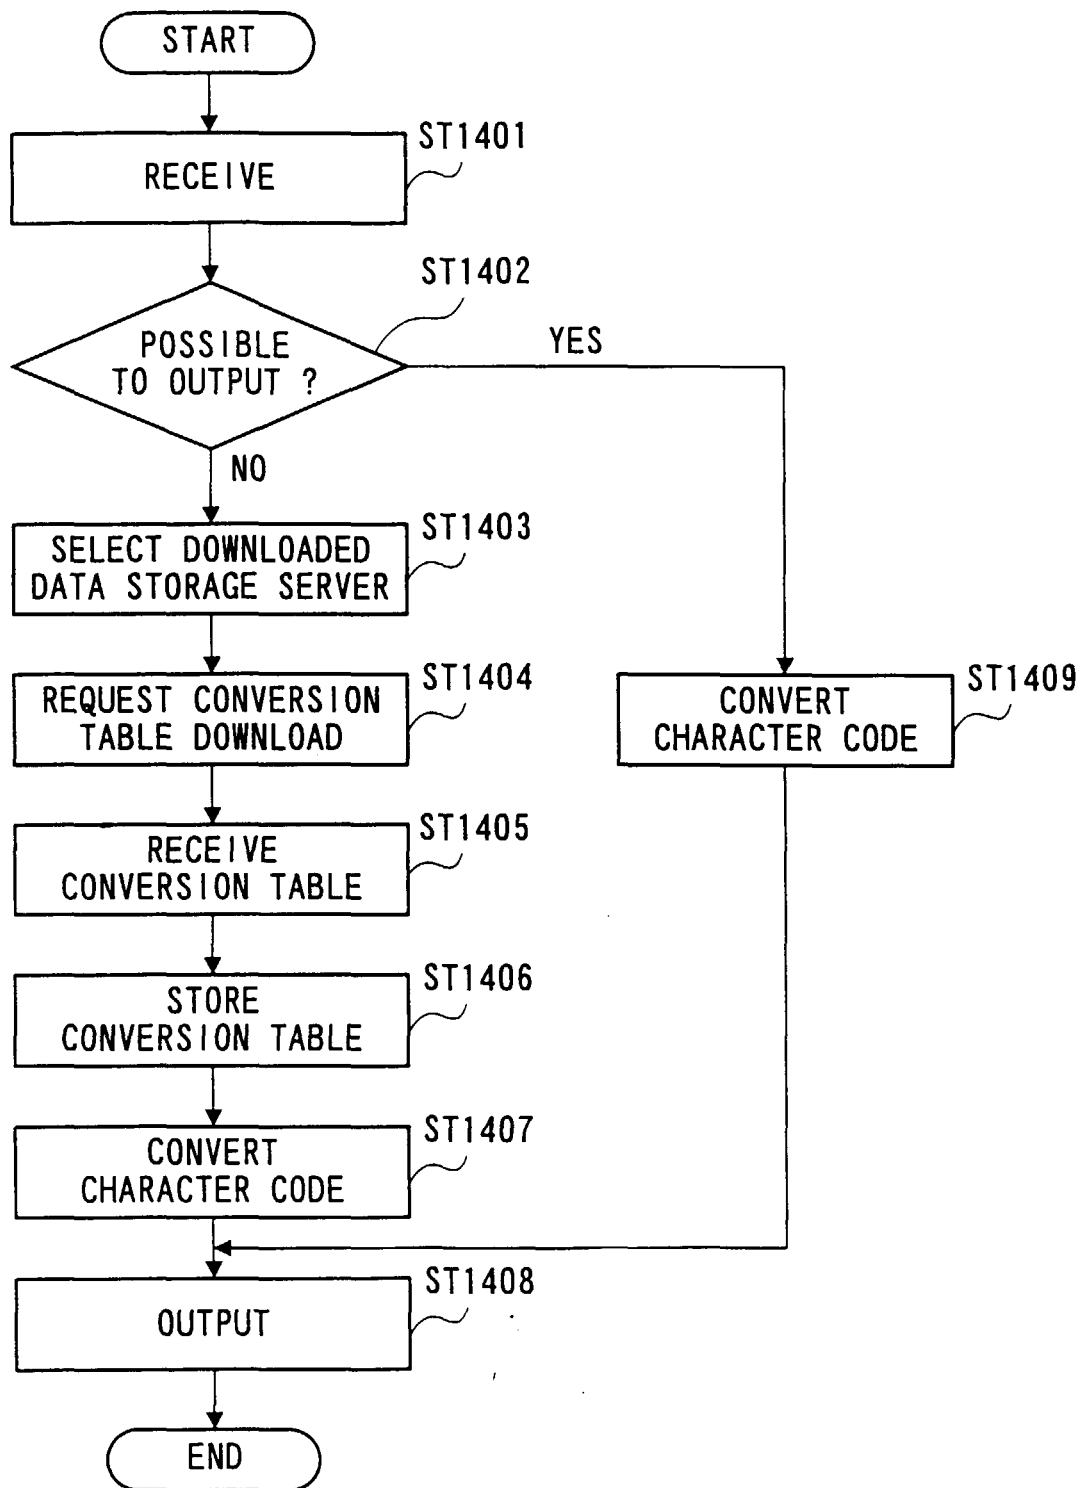 START
ST1401
RECEIVE
ST1402
POSSIBLE
TO OUTPUT ?
YES
NO
ST1403
SELECT DOWNLOADED
DATA STORAGE SERVER
ST1404
REQUEST CONVERSION
TABLE DOWNLOAD
ST1409
CONVERT
CHARACTER CODE
ST1405
RECEIVE
CONVERSION TABLE
ST1406
STORE
CONVERSION TABLE
ST1407
CONVERT
CHARACTER CODE
ST1408
OUTPUT
END